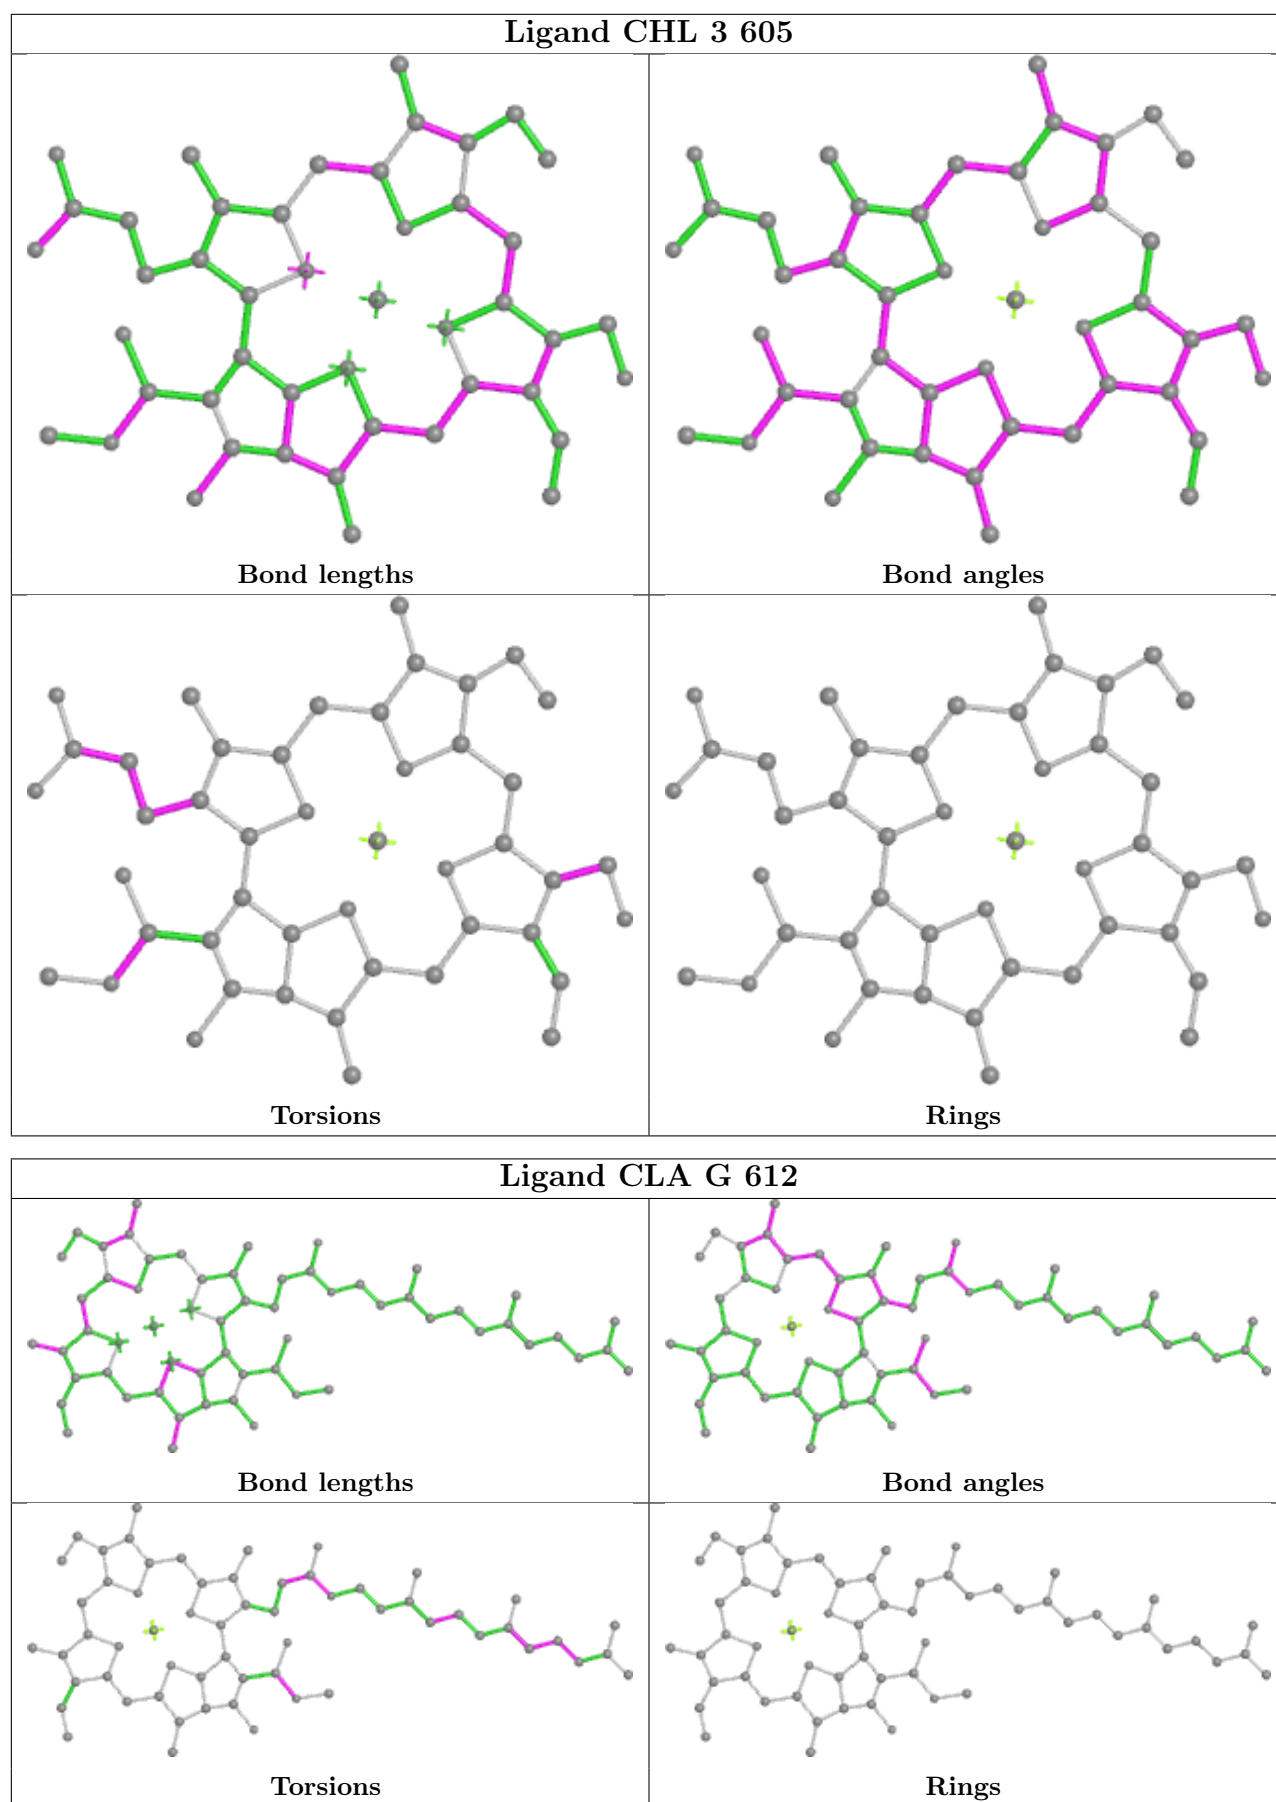 Ligand CHL 3 605
Bond lengths
Bond angles
Torsions
Rings
Ligand CLA G 612
Bond lengths
Bond angles
Torsions
Rings